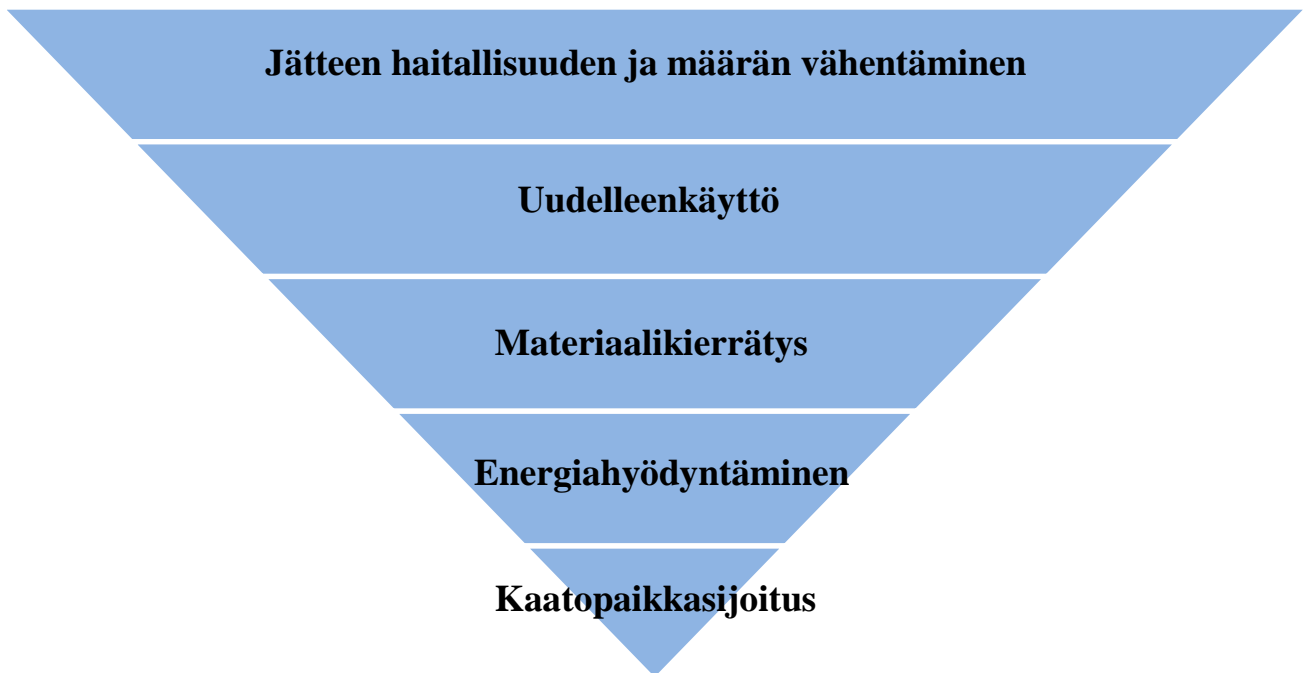 Jätteen haitallisuuden ja määrän vähentäminen
Uudelleenkäyttö
Materiaalikierrätys
Energiahyödyntäminen
Kaatopaikkasijoitus